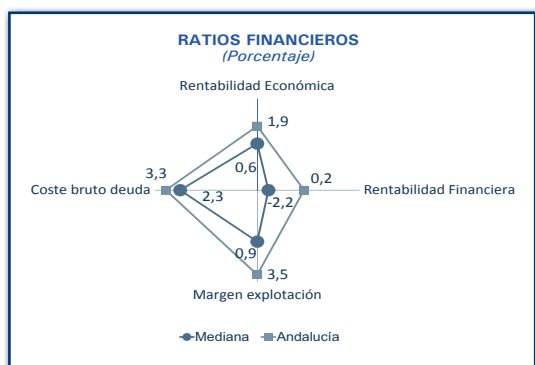 RATIOS FINANCIEROS
(Porcentaje)
Rentabilidad Económica
1,9
3,3
0,6
0,2
Coste bruto deuda
2,3
-2,2
Rentabilidad Financiera
0,9
3,5
Margen explotación
Mediana
Andalucía